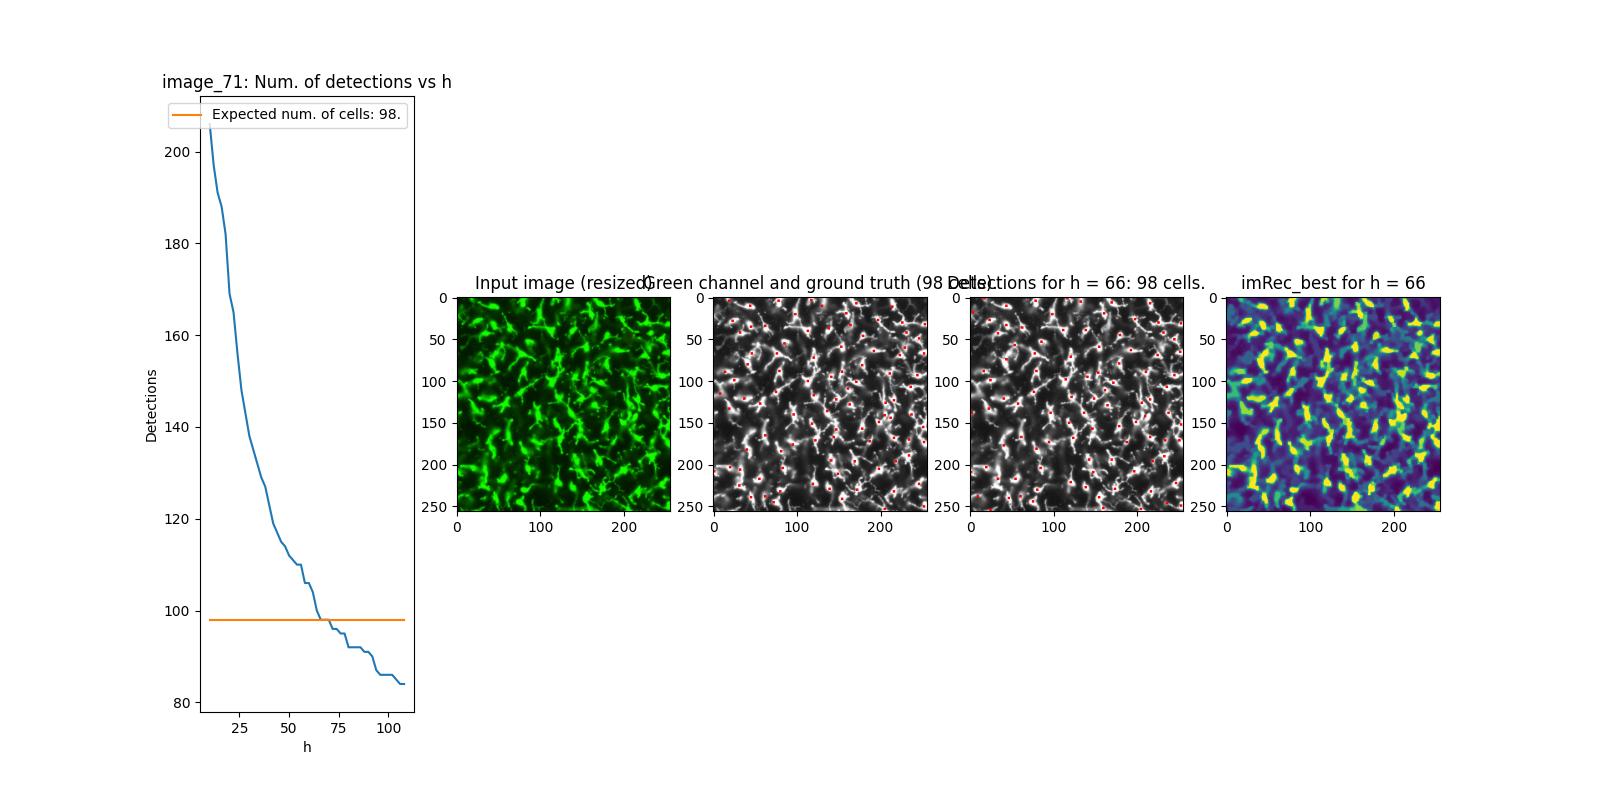 image_71: Num. of detections vs h
Expected num. of cells: 98.
200
180
160
140
120
100
80
Detections
25 50 75 100
h
Input image (resized)
0
50
100
150
200
250
0 100 200
Green channel and ground truth (98 cells).
0
50
100
150
200
250
0 100 200
Detections for h = 66: 98 cells.
0
50
100
150
200
250
0 100 200
imRec_best for h = 66
0
50
100
150
200
250
0 100 200